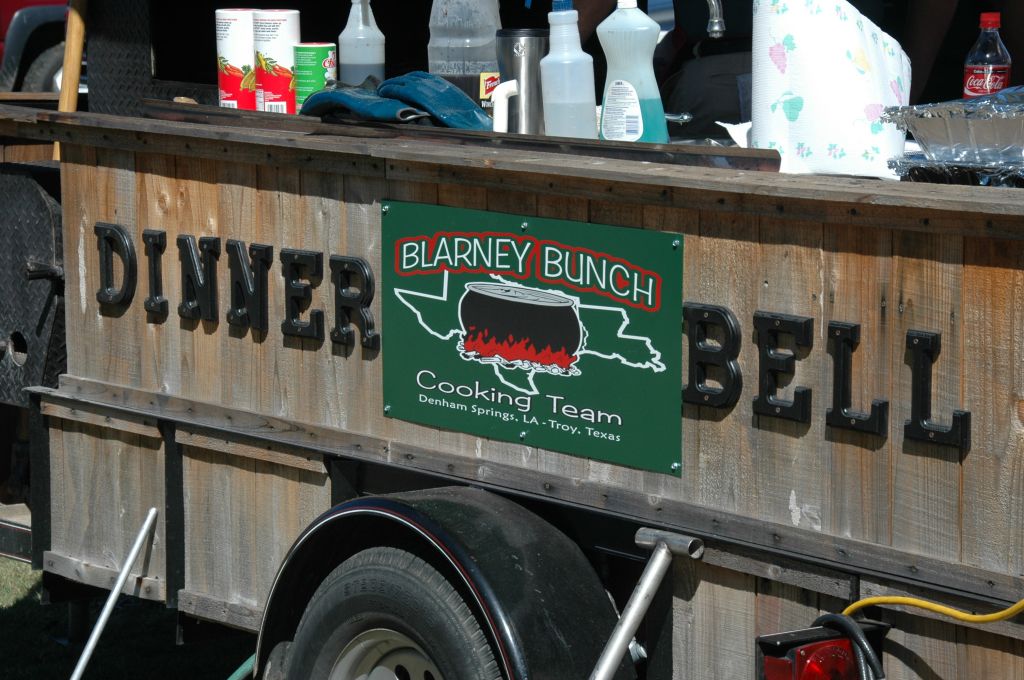 Coca-Cola
DINNER BELL
BLARNEY BUNCH
Cooking Team
Denham Springs, LA - Troy, Texas